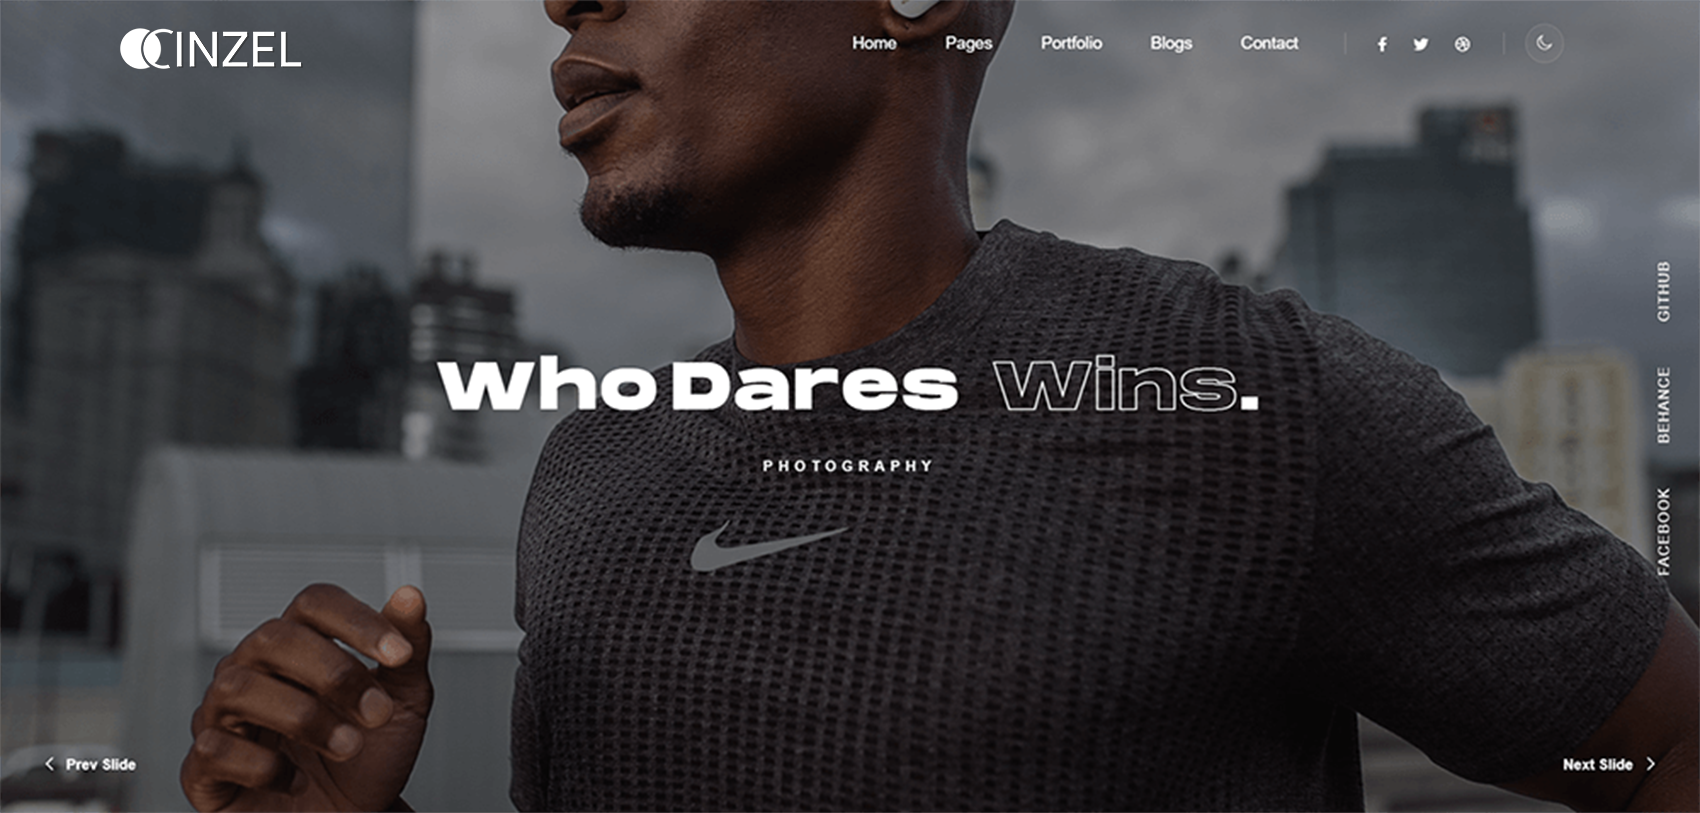 CINZEL
Home Pages Portfolio Blogs Contact
Who Dares Wins.
PHOTOGRAPHY
GITHUB
BEHANCE
FACEBOOK
Prev Slide
Next Slide